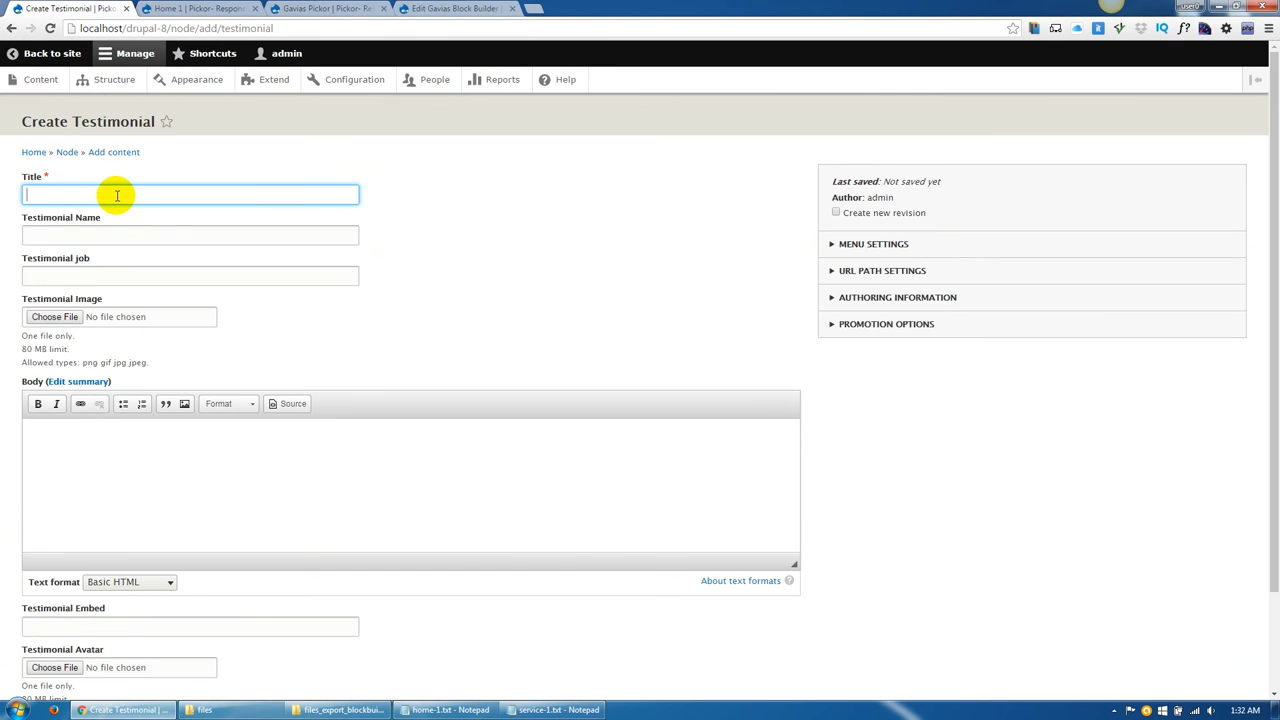 Create Testimonial | Picko
Home 1 | Pickor- Respon
Gavias Pickor | Pickor- Re
Edit Gavias Block Builder |
user0
localhost/drupal-8/node/add/testimonial
Back to site
Manage
Shortcuts
admin
Content
Structure
Appearance
Extend
Configuration
People
Reports
Help
Create Testimonial
Home » Node » Add content
Title *
Testimonial Name
Testimonial job
Testimonial Image
Choose File No file chosen
One file only.
80 MB limit.
Allowed types: png gif jpg jpeg.
Body (Edit summary)
B I Format Source
Text format Basic HTML
About text formats ?
Testimonial Embed
Testimonial Avatar
Choose File No file chosen
One file only.
80 MB limit.
Last saved: Not saved yet
Author: admin
Create new revision
MENU SETTINGS
URL PATH SETTINGS
AUTHORING INFORMATION
PROMOTION OPTIONS
Create Testimonial | ...
files
files_export_blockbui...
home-1.txt - Notepad
service-1.txt - Notepad
1:32 AM